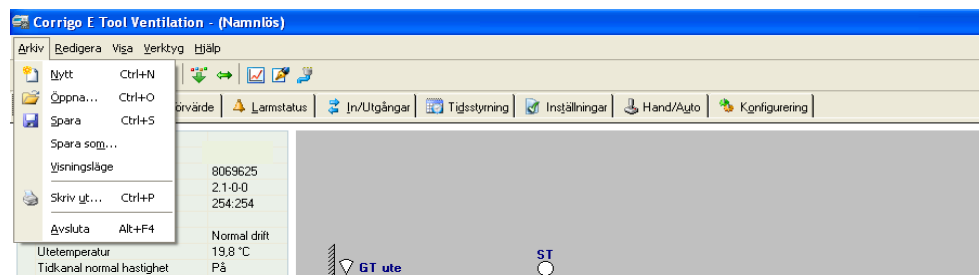 Corrigo E Tool Ventilation - (Namnlös)
Arkiv Redigera Visa Verktyg Hjälp
Nytt Ctrl+N
Öppna... Ctrl+O
örvärde Larmstatus In/Utgångar Tidsstyrning Inställningar Hand/Auto Konfigurering
Spara Ctrl+S
Spara som...
Visningsläge
8069625
2.1-0-0
Skriv ut... Ctrl+P
254:254
Avsluta Alt+F4
Normal drift
Utetemperatur 19,8 °C
Tidkanal normal hastighet På
ST
GT ute